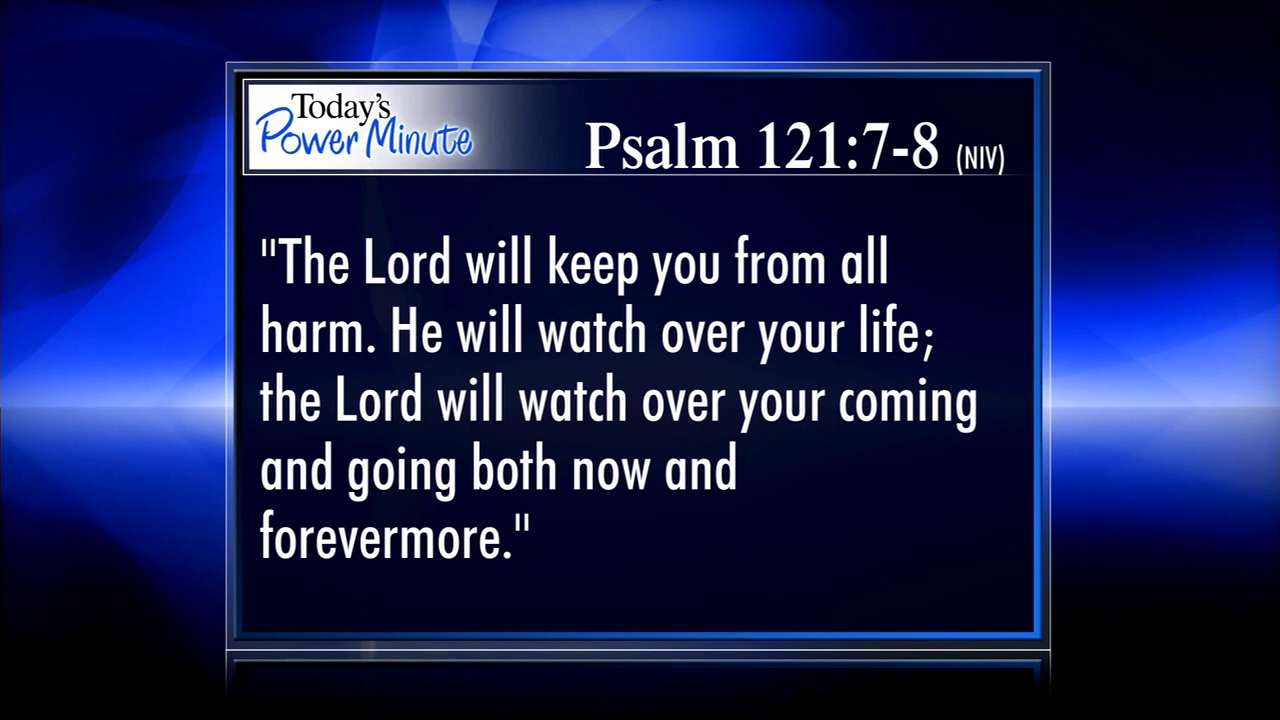 Today's
Power Minute
Psalm 121:7-8 (NIV)
"The Lord will keep you from all
harm. He will watch over your life;
the Lord will watch over your coming
and going both now and
forevermore."